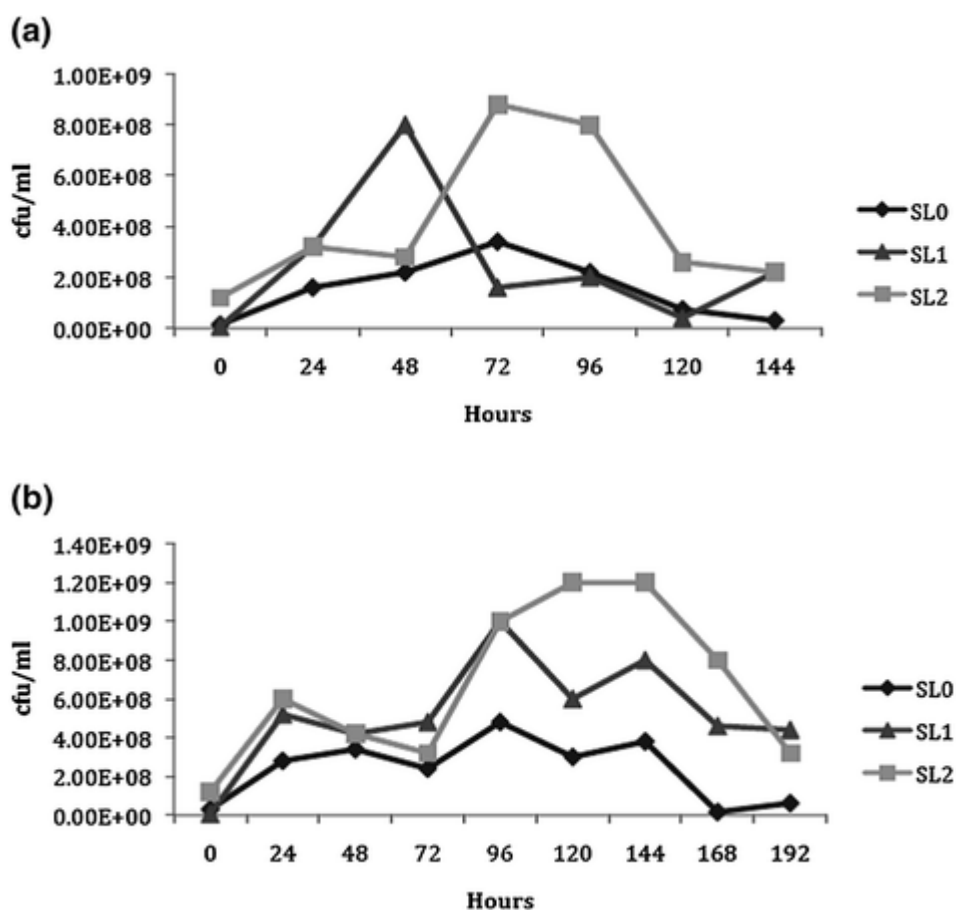 (a)
1.00E+09
8.00E+08
6.00E+08
4.00E+08
2.00E+08
0.00E+00
cfu/ml
0 24 48 72 96 120 144
Hours
SL0
SL1
SL2
(b)
1.40E+09
1.20E+09
1.00E+09
8.00E+08
6.00E+08
4.00E+08
2.00E+08
0.00E+00
cfu/ml
0 24 48 72 96 120 144 168 192
Hours
SL0
SL1
SL2